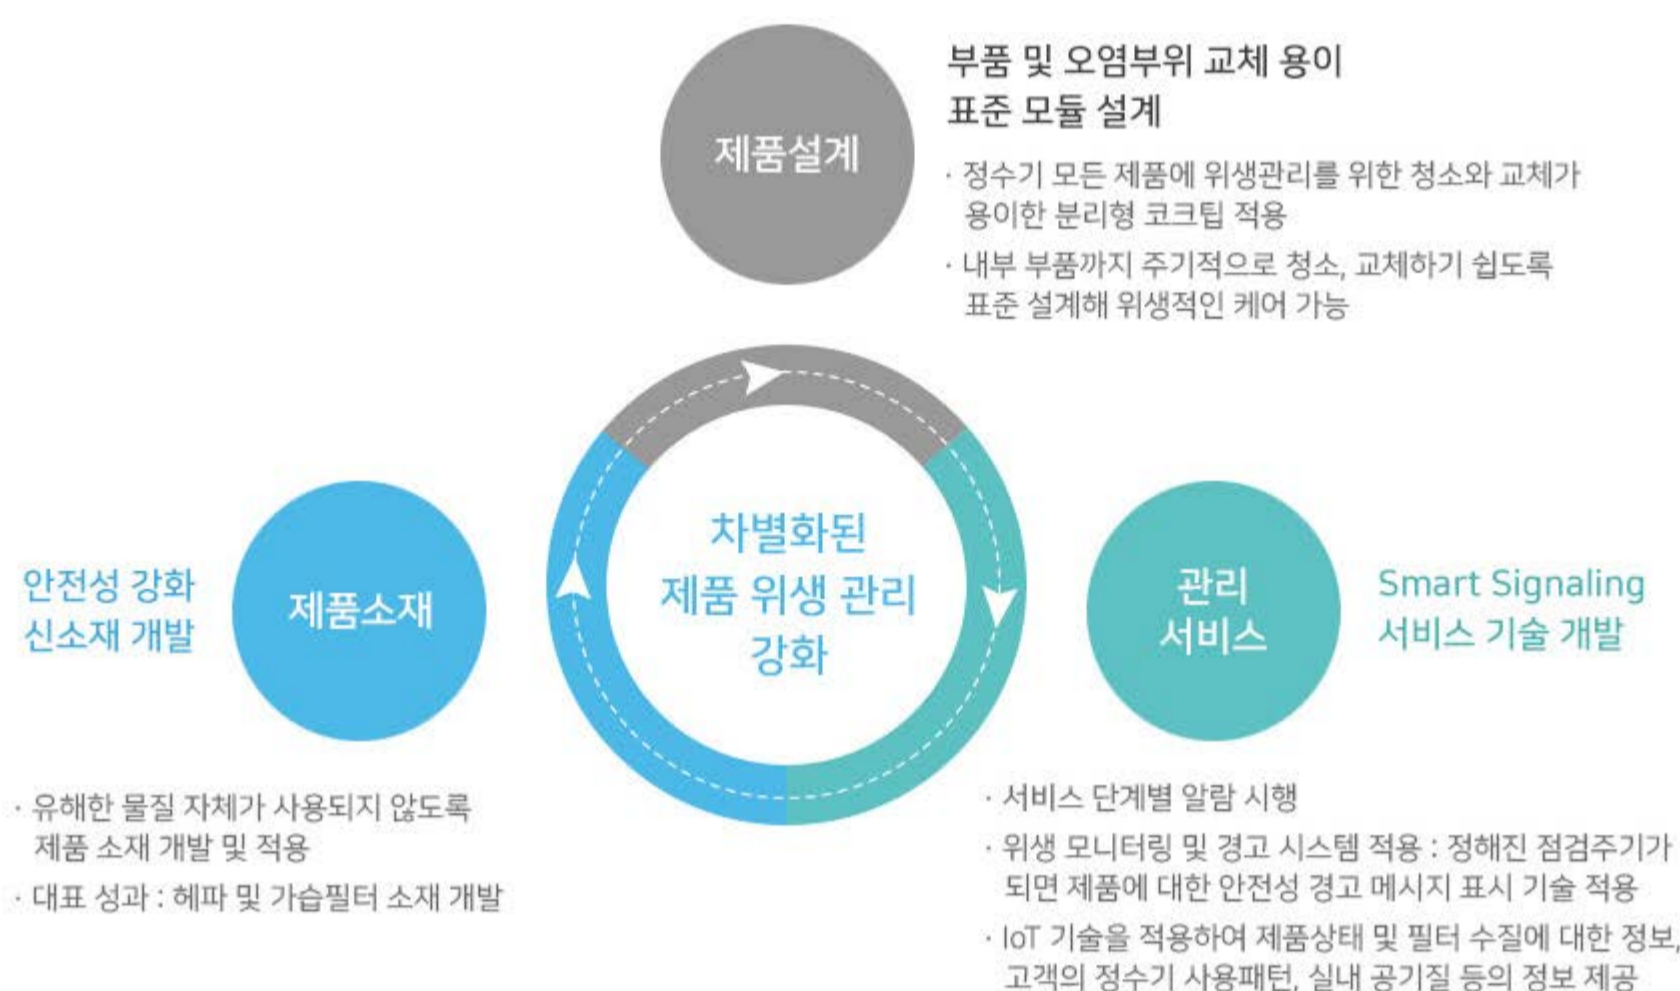 제품설계
부품 및 오염부위 교체 용이
표준 모듈 설계
· 정수기 모든 제품에 위생관리를 위한 청소와 교체가
용이한 분리형 코크팁 적용
· 내부 부품까지 주기적으로 청소, 교체하기 쉽도록
표준 설계해 위생적인 케어 가능
차별화된
제품 위생 관리
강화
안전성 강화
신소재 개발
제품소재
· 유해한 물질 자체가 사용되지 않도록
제품 소재 개발 및 적용
· 대표 성과 : 헤파 및 가습필터 소재 개발
관리
서비스
Smart Signaling
서비스 기술 개발
· 서비스 단계별 알람 시행
· 위생 모니터링 및 경고 시스템 적용 : 정해진 점검주기가
되면 제품에 대한 안전성 경고 메시지 표시 기술 적용
· IoT 기술을 적용하여 제품상태 및 필터 수질에 대한 정보,
고객의 정수기 사용패턴, 실내 공기질 등의 정보 제공